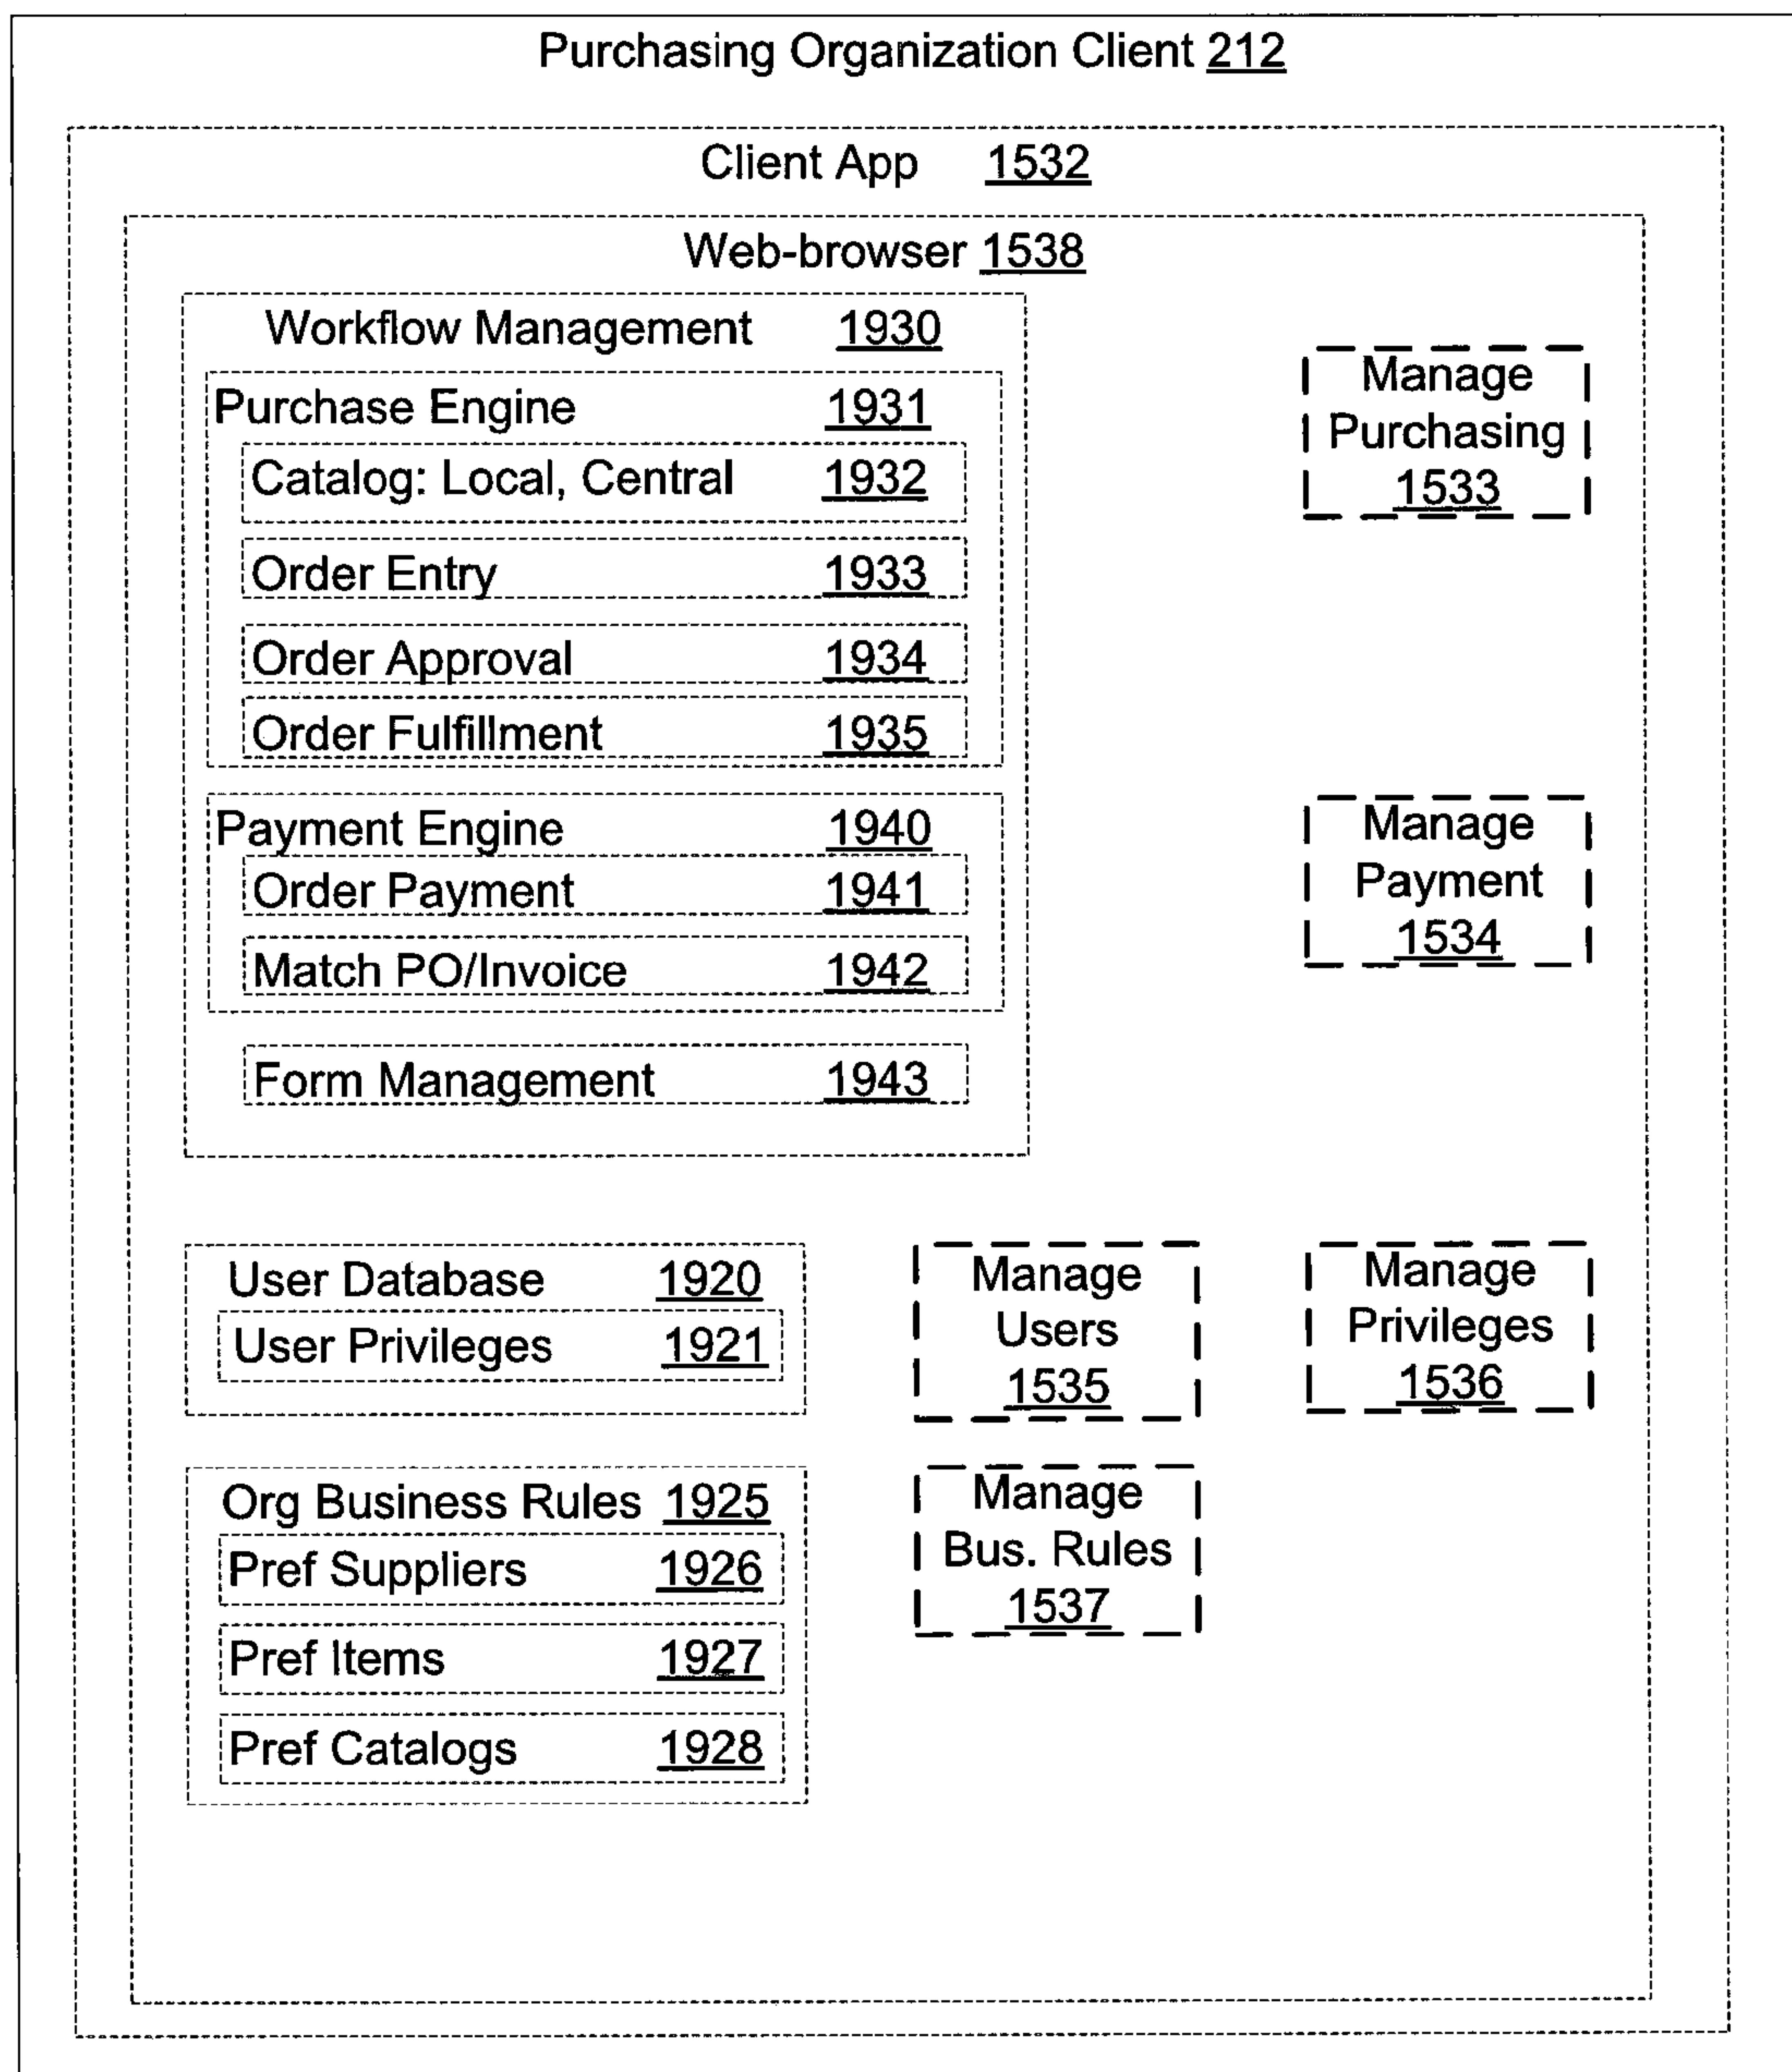 Purchasing Organization Client 212
Client App 1532
Web-browser 1538
Workflow Management 1930
Purchase Engine 1931
Catalog: Local, Central 1932
Order Entry 1933
Order Approval 1934
Order Fulfillment 1935
Payment Engine 1940
Order Payment 1941
Match PO/Invoice 1942
Form Management 1943
Manage
Purchasing
1533
Manage
Payment
1534
User Database 1920
User Privileges 1921
Manage
Users
1535
Manage
Privileges
1536
Org Business Rules 1925
Pref Suppliers 1926
Pref Items 1927
Pref Catalogs 1928
Manage
Bus. Rules
1537